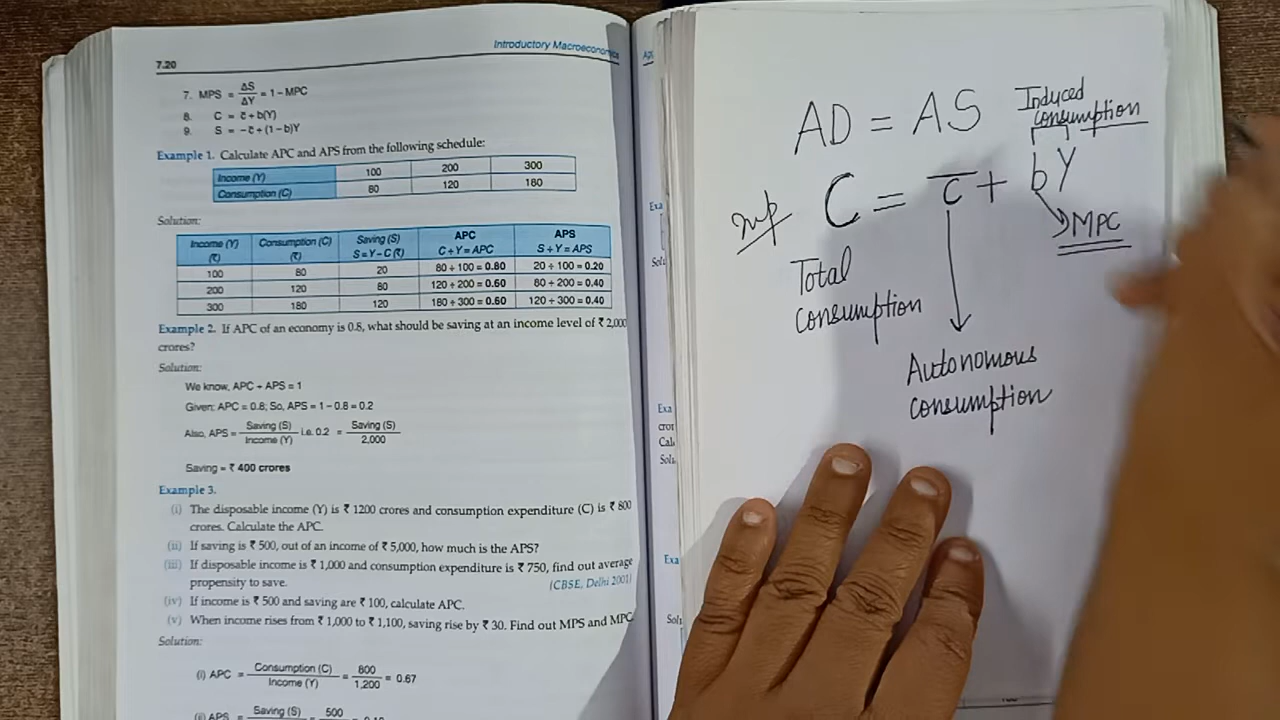 7.20
Introductory Macroeconomics
7. MPS = ΔS/ΔY = 1 – MPC
8. C = c̄ + b(Y)
9. S = –c̄ + (1 – b)Y
Example 1. Calculate APC and APS from the following schedule:
Income (Y) 100 200 300
Consumption (C) 80 120 180
Solution:
Income (Y) (₹) Consumption (C) (₹) Saving (S) S = Y – C (₹) APC C ÷ Y = APC APS S ÷ Y = APS
100 80 20 80 ÷ 100 = 0.80 20 ÷ 100 = 0.20
200 120 80 120 ÷ 200 = 0.60 80 ÷ 200 = 0.40
300 180 120 180 ÷ 300 = 0.60 120 ÷ 300 = 0.40
Example 2. If APC of an economy is 0.8, what should be saving at an income level of ₹ 2,000
crores?
Solution:
We know, APC + APS = 1
Given: APC = 0.8; So, APS = 1 – 0.8 = 0.2
Also, APS = Saving (S)/Income (Y) i.e. 0.2 = Saving (S)/2,000
Saving = ₹ 400 crores
Example 3.
(i) The disposable income (Y) is ₹ 1200 crores and consumption expenditure (C) is ₹ 800
crores. Calculate the APC.
(ii) If saving is ₹ 500, out of an income of ₹ 5,000, how much is the APS?
(iii) If disposable income is ₹ 1,000 and consumption expenditure is ₹ 750, find out average
propensity to save. (CBSE, Delhi 2001)
(iv) If income is ₹ 500 and saving are ₹ 100, calculate APC.
(v) When income rises from ₹ 1,000 to ₹ 1,100, saving rise by ₹ 30. Find out MPS and MPC
Solution:
(i) APC = Consumption (C)/Income (Y) = 800/1,200 = 0.67
(ii) APS = Saving (S) = 500
AD = AS
Induced
consumption
Imp C = c̄ + bY
MPC
Total
consumption
Autonomous
consumption